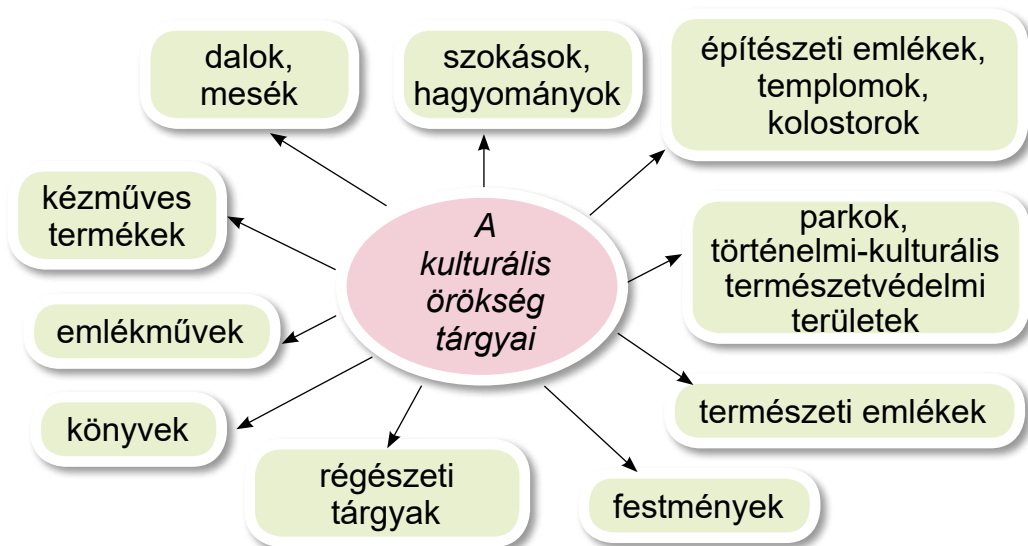 dalok,
mesék
szokások,
hagyományok
építészeti emlékek,
templomok,
kolostorok
kézműves
termékek
A
kulturális
örökség
tárgyai
parkok,
történelmi-kulturális
természetvédelmi
területek
emlékművek
természeti emlékek
könyvek
régészeti
tárgyak
festmények